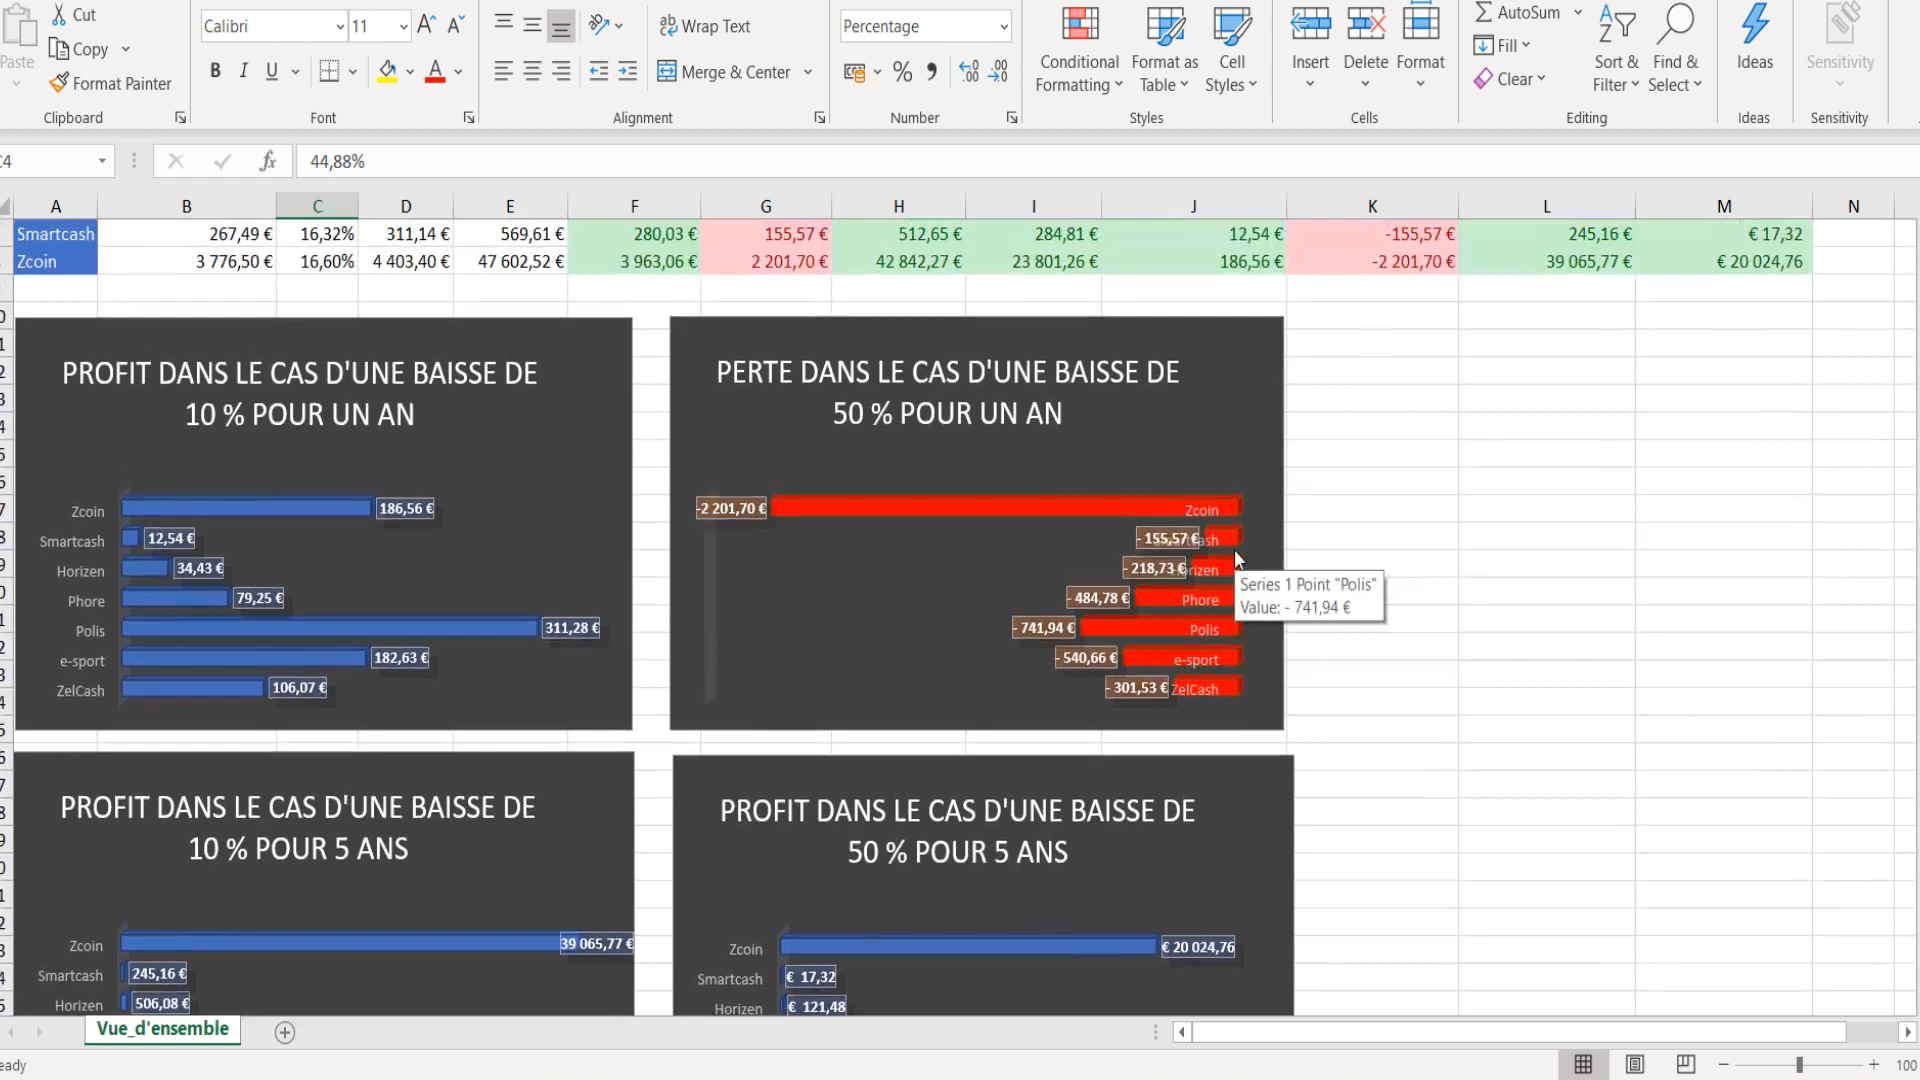 Cut
Calibri
11
Wrap Text
Percentage
AutoSum
Copy
Fill
Paste
Format Painter
B I U
Merge & Center
Conditional
Formatting
Format as
Table
Cell
Styles
Insert
Delete
Format
Clear
Sort &
Filter
Find &
Select
Ideas
Sensitivity
Clipboard
Font
Alignment
Number
Styles
Cells
Editing
Ideas
Sensitivity
C4
fx
44,88%
A B C D E F G H I J K L M N
Smartcash 267,49 € 16,32% 311,14 € 569,61 € 280,03 € 155,57 € 512,65 € 284,81 € 12,54 € -155,57 € 245,16 € € 17,32
Zcoin 3 776,50 € 16,60% 4 403,40 € 47 602,52 € 3 963,06 € 2 201,70 € 42 842,27 € 23 801,26 € 186,56 € -2 201,70 € 39 065,77 € € 20 024,76
PROFIT DANS LE CAS D'UNE BAISSE DE
10 % POUR UN AN
Zcoin 186,56 €
Smartcash 12,54 €
Horizen 34,43 €
Phore 79,25 €
Polis 311,28 €
e-sport 182,63 €
ZelCash 106,07 €
PERTE DANS LE CAS D'UNE BAISSE DE
50 % POUR UN AN
-2 201,70 € Zcoin
- 155,57 €
- 218,73 € Horizen
- 484,78 € Phore
- 741,94 € Polis
- 540,66 € e-sport
- 301,53 € ZelCash
Series 1 Point "Polis"
Value: - 741,94 €
PROFIT DANS LE CAS D'UNE BAISSE DE
10 % POUR 5 ANS
Zcoin 39 065,77 €
Smartcash 245,16 €
Horizen 506,08 €
PROFIT DANS LE CAS D'UNE BAISSE DE
50 % POUR 5 ANS
Zcoin € 20 024,76
Smartcash € 17,32
Horizen € 121,48
Vue_d'ensemble
eady
100